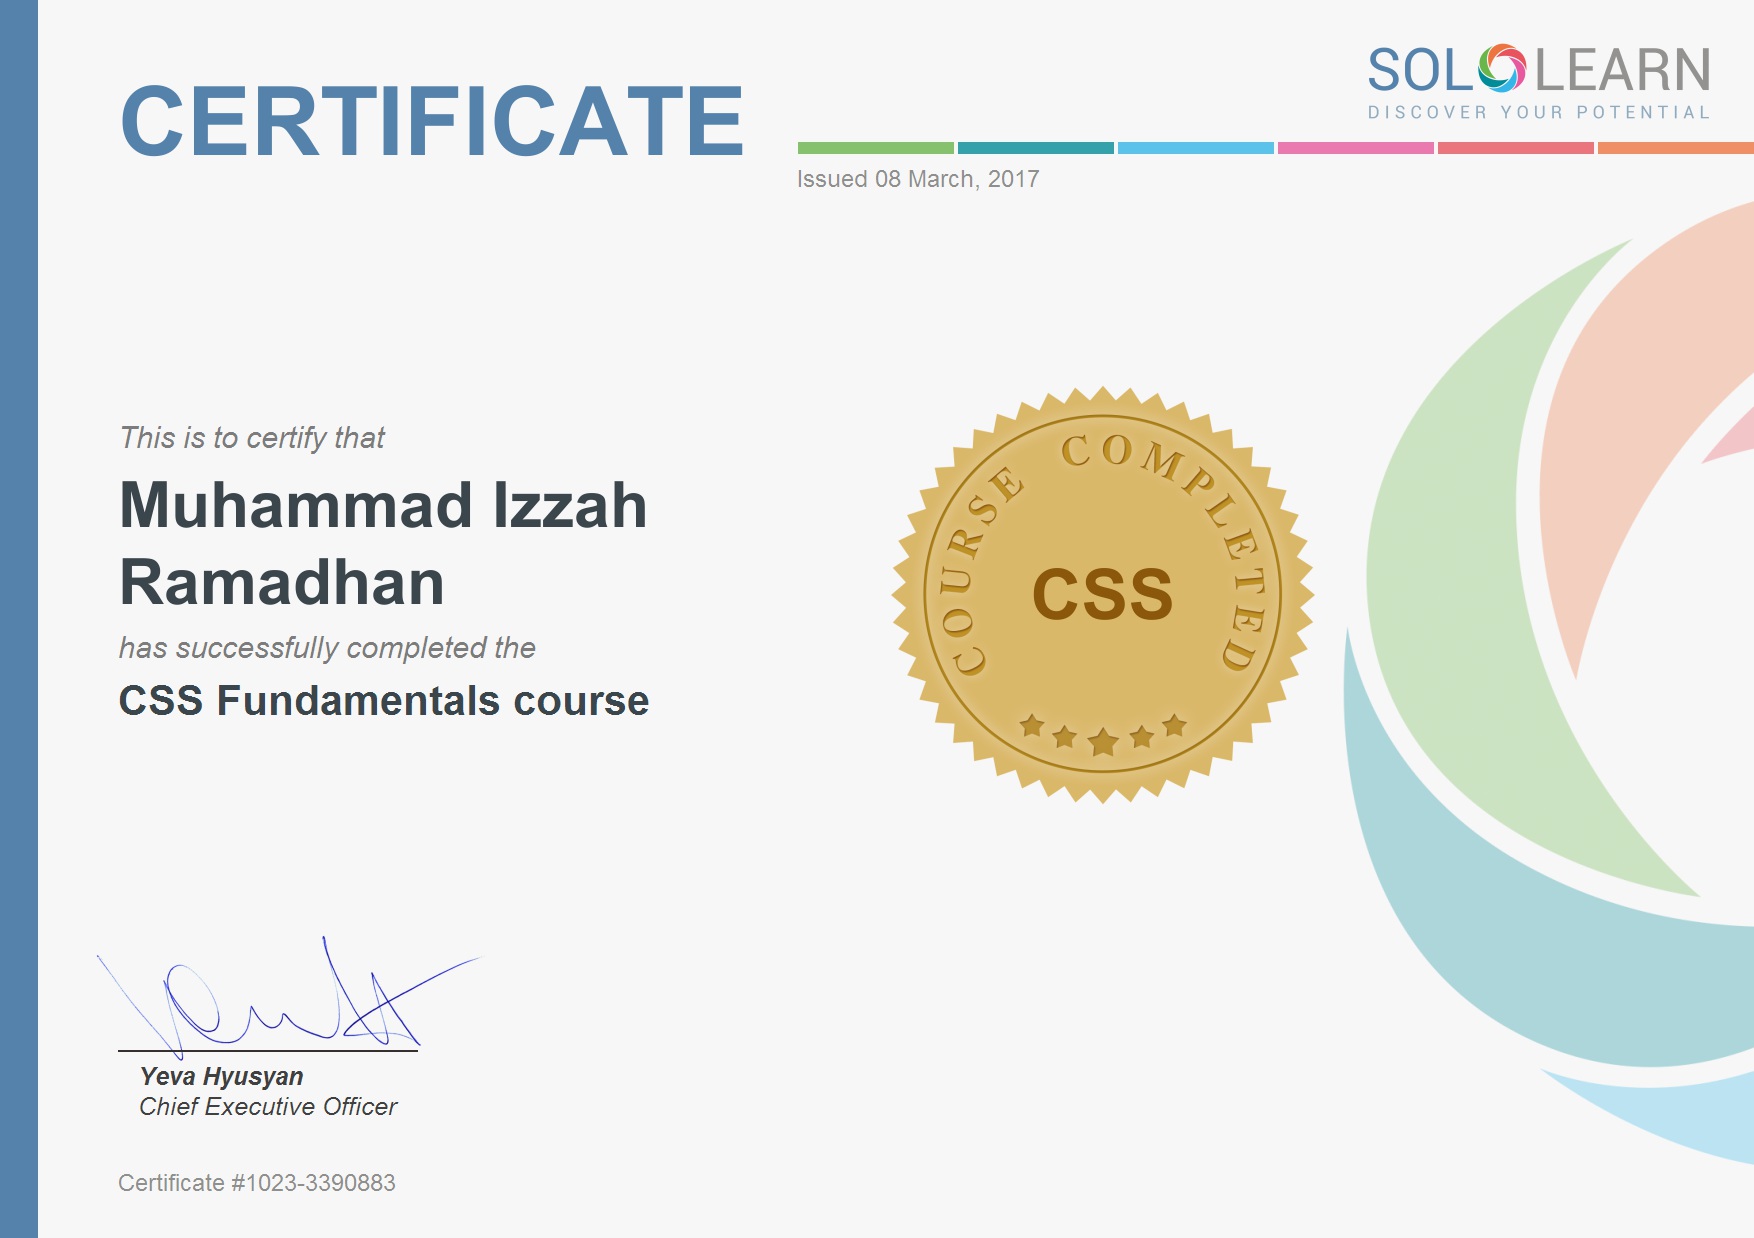 CERTIFICATE
SOLOLEARN
DISCOVER YOUR POTENTIAL
Issued 08 March, 2017
This is to certify that
Muhammad Izzah
Ramadhan
has successfully completed the
CSS Fundamentals course
COURSE COMPLETED
CSS
Yeva Hyusyan
Chief Executive Officer
Certificate #1023-3390883